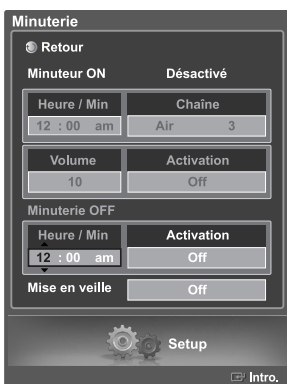 Minuterie
Retour
Minuteur ON Désactivé
Heure / Min Chaîne
12 : 00 am Air 3
Volume Activation
10 Off
Minuterie OFF
Heure / Min Activation
12 : 00 am Off
Mise en veille Off
Setup
Intro.